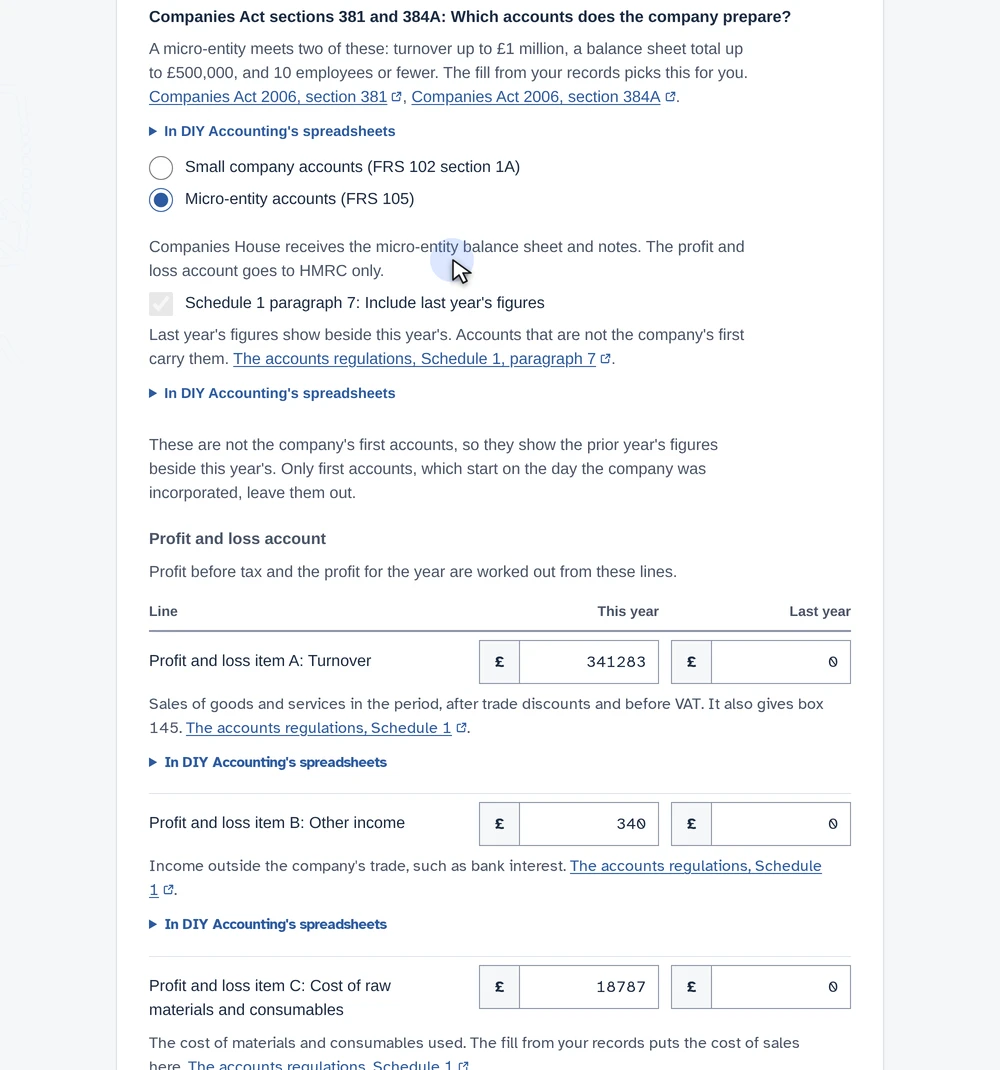 Companies Act sections 381 and 384A: Which accounts does the company prepare?
A micro-entity meets two of these: turnover up to £1 million, a balance sheet total up
to £500,000, and 10 employees or fewer. The fill from your records picks this for you.
Companies Act 2006, section 381, Companies Act 2006, section 384A.
In DIY Accounting's spreadsheets
Small company accounts (FRS 102 section 1A)
Micro-entity accounts (FRS 105)
Companies House receives the micro-entity balance sheet and notes. The profit and
loss account goes to HMRC only.
Schedule 1 paragraph 7: Include last year's figures
Last year's figures show beside this year's. Accounts that are not the company's first
carry them. The accounts regulations, Schedule 1, paragraph 7.
In DIY Accounting's spreadsheets
These are not the company's first accounts, so they show the prior year's figures
beside this year's. Only first accounts, which start on the day the company was
incorporated, leave them out.
Profit and loss account
Profit before tax and the profit for the year are worked out from these lines.
Line This year Last year
Profit and loss item A: Turnover £ 341283 £ 0
Sales of goods and services in the period, after trade discounts and before VAT. It also gives box
145. The accounts regulations, Schedule 1.
In DIY Accounting's spreadsheets
Profit and loss item B: Other income £ 340 £ 0
Income outside the company's trade, such as bank interest. The accounts regulations, Schedule
1.
In DIY Accounting's spreadsheets
Profit and loss item C: Cost of raw £ 18787 £ 0
materials and consumables
The cost of materials and consumables used. The fill from your records puts the cost of sales
here. The accounts regulations, Schedule 1.